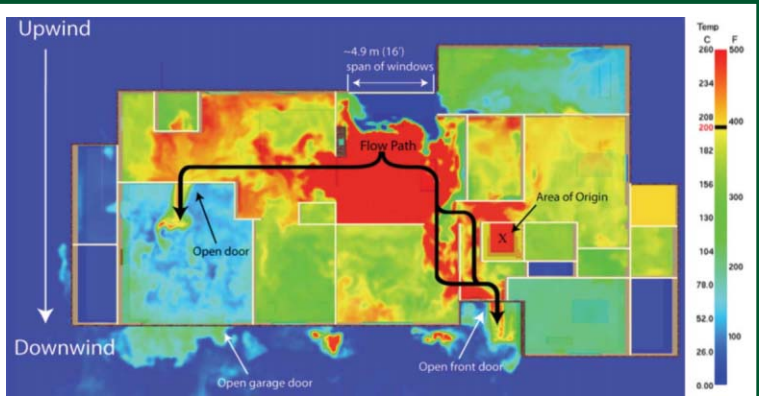 Upwind
~4.9 m (16')
span of windows
Flow Path
Area of Origin
X
Open door
Downwind
Open garage door
Open front door
Temp
C F
260 500
234
208 400
200
182
156 300
130
104
200
78.0
52.0
100
26.0
0.00